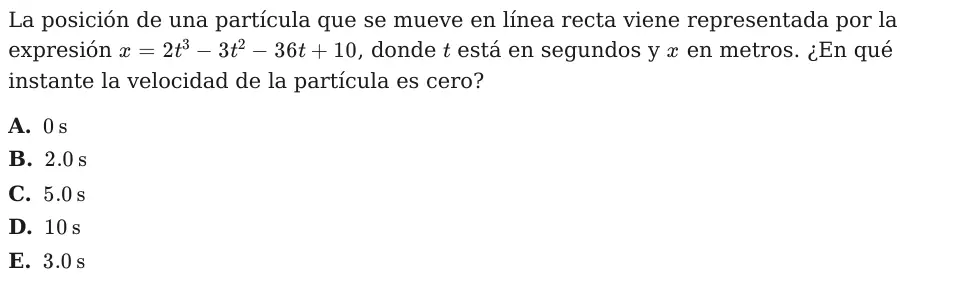 La posición de una partícula que se mueve en línea recta viene representada por la
expresión x = 2t³ − 3t² − 36t + 10, donde t está en segundos y x en metros. ¿En qué
instante la velocidad de la partícula es cero?
A. 0 s
B. 2.0 s
C. 5.0 s
D. 10 s
E. 3.0 s